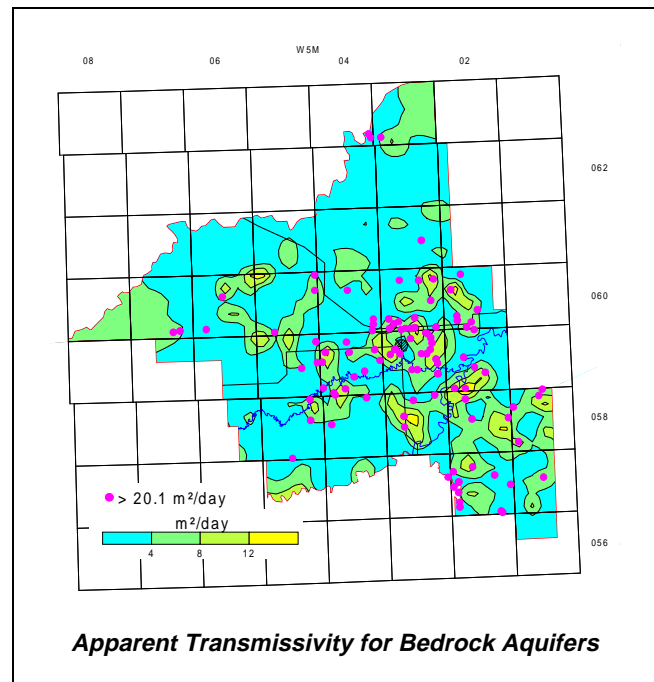 W5M
08 06 04 02
062
060
058
> 20.1 m²/day
m²/day
4 8 12
056
Apparent Transmissivity for Bedrock Aquifers